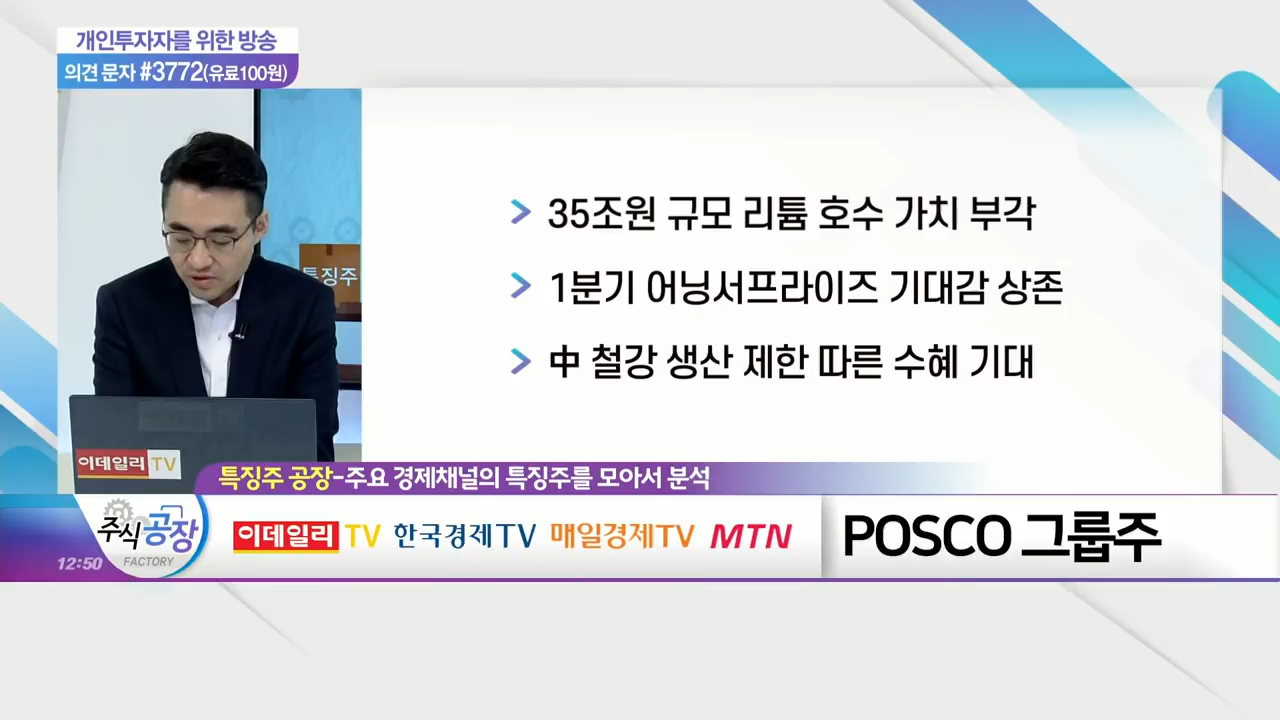 개인투자자를 위한 방송
의견 문자 #3772(유료100원)
특징주
> 35조원 규모 리튬 호수 가치 부각
> 1분기 어닝서프라이즈 기대감 상존
> 中 철강 생산 제한 따른 수혜 기대
이데일리 TV
특징주 공장-주요 경제채널의 특징주를 모아서 분석
주식공장
FACTORY
12:50
이데일리 TV 한국경제TV 매일경제TV MTN
POSCO 그룹주